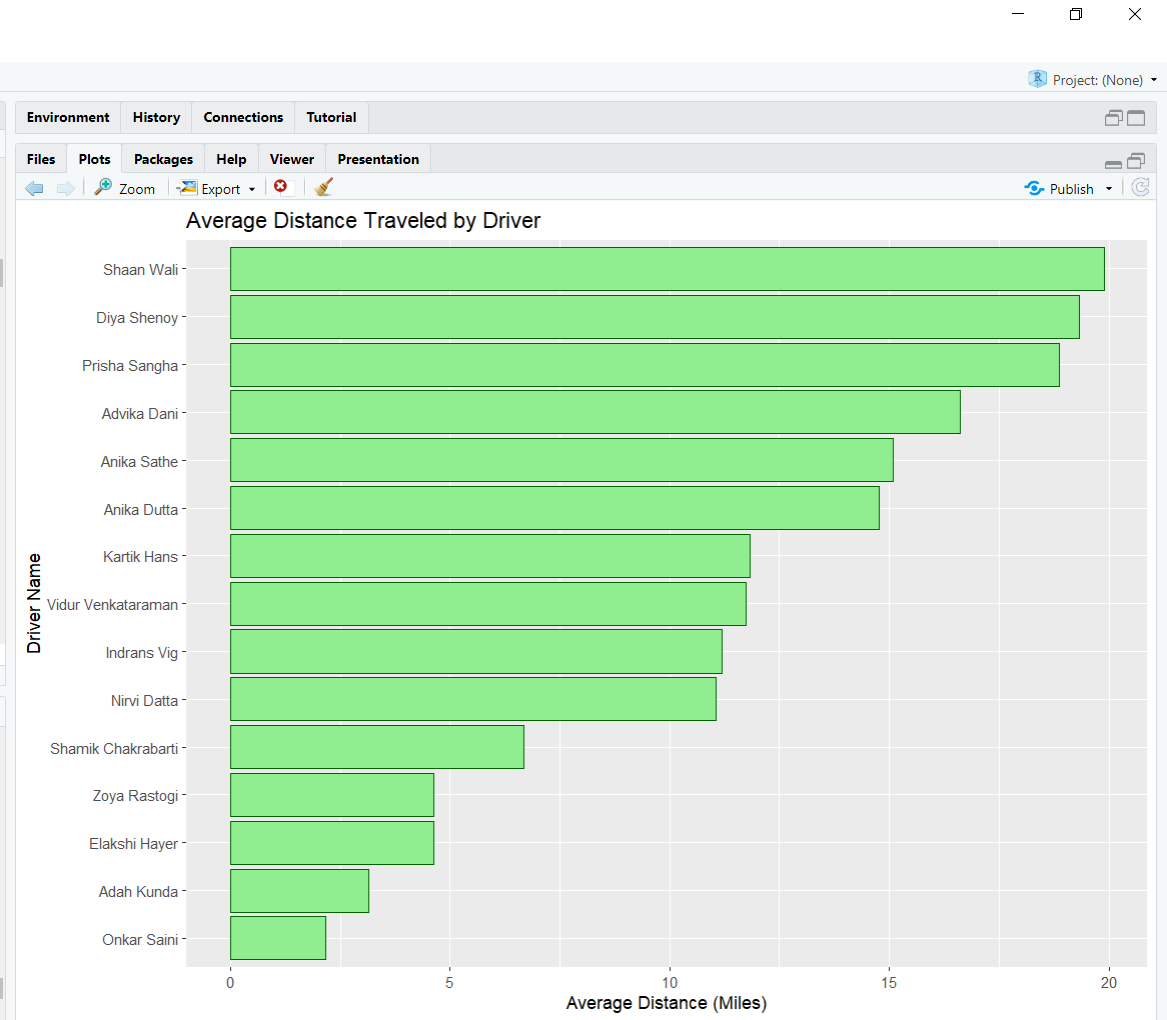 Project: (None)
Environment History Connections Tutorial
Files Plots Packages Help Viewer Presentation
Zoom Export Publish
Average Distance Traveled by Driver
Driver Name
Shaan Wali
Diya Shenoy
Prisha Sangha
Advika Dani
Anika Sathe
Anika Dutta
Kartik Hans
Vidur Venkataraman
Indrans Vig
Nirvi Datta
Shamik Chakrabarti
Zoya Rastogi
Elakshi Hayer
Adah Kunda
Onkar Saini
0 5 10 15 20
Average Distance (Miles)